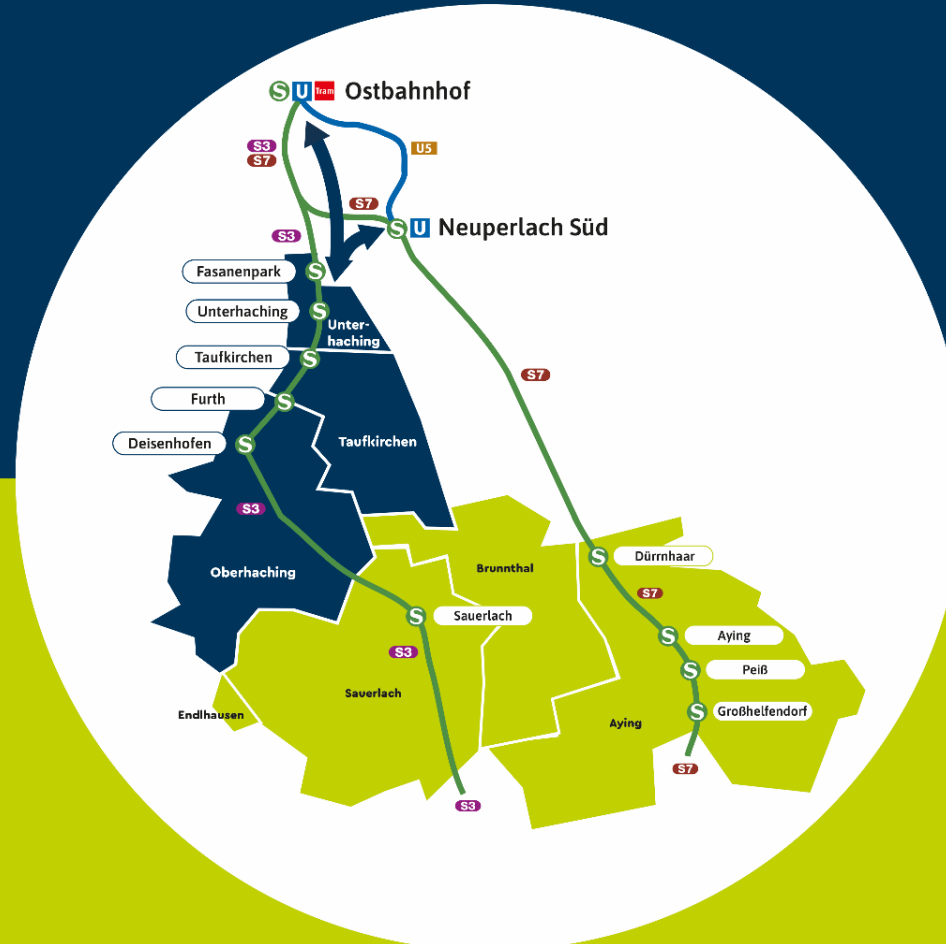 S U Tram Ostbahnhof
S3
S7
U5
S7
S U Neuperlach Süd
S3
Fasanenpark S
Unterhaching S
Unter-
haching
Taufkirchen S
S7
Furth S
Taufkirchen
Deisenhofen S
S3
Oberhaching
Brunnthal
S Dürrnhaar
S7
S Sauerlach
S Aying
S3
S Peiß
Sauerlach
S Großhelfendorf
Endlhausen
Aying
S7
S3